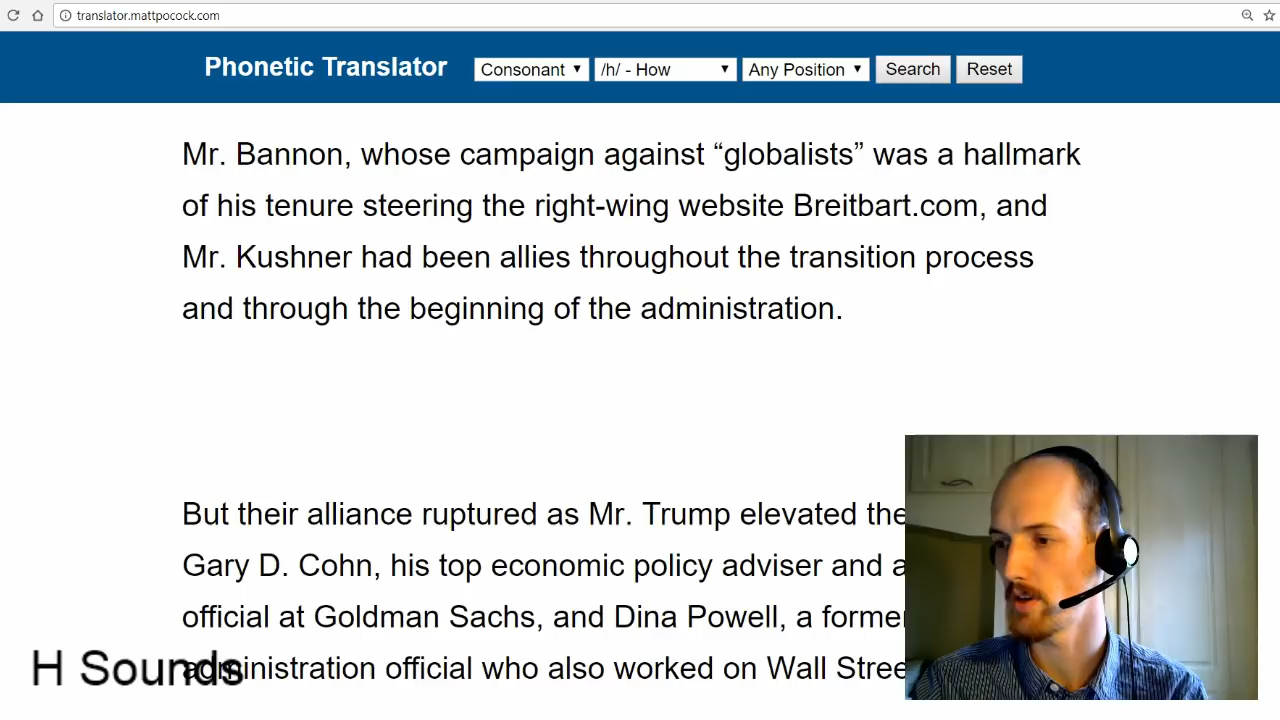 translator.mattpocock.com
Phonetic Translator Consonant /h/ - How Any Position Search Reset
Mr. Bannon, whose campaign against “globalists” was a hallmark
of his tenure steering the right-wing website Breitbart.com, and
Mr. Kushner had been allies throughout the transition process
and through the beginning of the administration.
But their alliance ruptured as Mr. Trump elevated the
Gary D. Cohn, his top economic policy adviser and a
official at Goldman Sachs, and Dina Powell, a former
administration official who also worked on Wall Stree
H Sounds